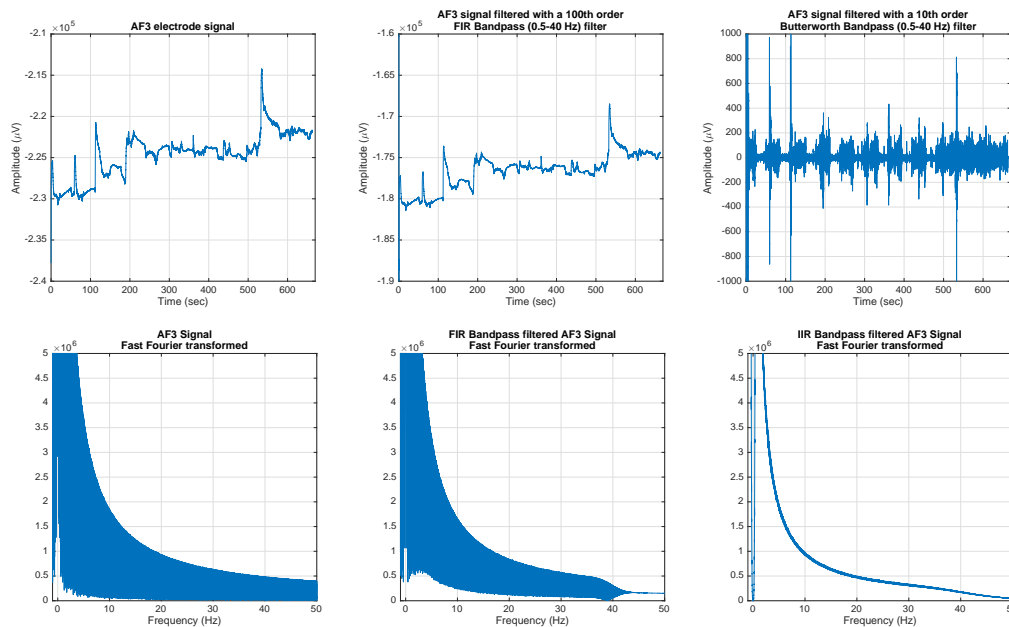 AF3 electrode signal
×10^5
-2.1
-2.15
-2.2
-2.25
-2.3
-2.35
-2.4
Amplitude (μV)
0 100 200 300 400 500 600
Time (sec)
AF3 signal filtered with a 100th order
FIR Bandpass (0.5-40 Hz) filter
×10^5
-1.6
-1.65
-1.7
-1.75
-1.8
-1.85
-1.9
Amplitude (μV)
0 100 200 300 400 500 600
Time (sec)
AF3 signal filtered with a 10th order
Butterworth Bandpass (0.5-40 Hz) filter
1000
800
600
400
200
0
-200
-400
-600
-800
-1000
Amplitude (μV)
0 100 200 300 400 500 600
Time (sec)
AF3 Signal
Fast Fourier transformed
×10^6
5
4.5
4
3.5
3
2.5
2
1.5
1
0.5
0
0 10 20 30 40 50
Frequency (Hz)
FIR Bandpass filtered AF3 Signal
Fast Fourier transformed
×10^6
5
4.5
4
3.5
3
2.5
2
1.5
1
0.5
0
0 10 20 30 40 50
Frequency (Hz)
IIR Bandpass filtered AF3 Signal
Fast Fourier transformed
×10^6
5
4.5
4
3.5
3
2.5
2
1.5
1
0.5
0
0 10 20 30 40 50
Frequency (Hz)